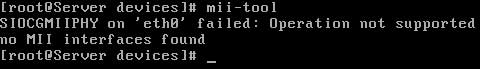 [root@Server devices]# mii-tool
SIOCGMIIPHY on 'eth0' failed: Operation not supported
no MII interfaces found
[root@Server devices]# _